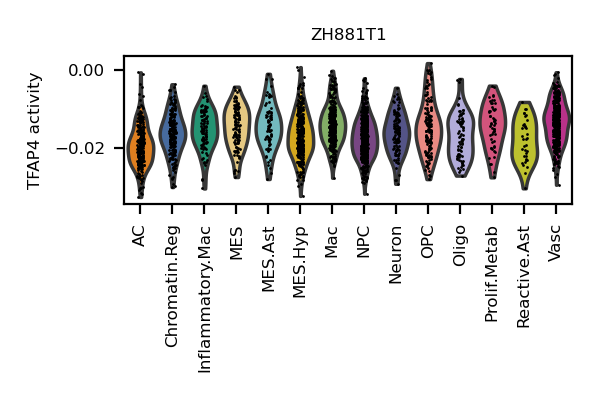 ZH881T1
TFAP4 activity
0.00
−0.02
AC
Chromatin.Reg
Inflammatory.Mac
MES
MES.Ast
MES.Hyp
Mac
NPC
Neuron
OPC
Oligo
Prolif.Metab
Reactive.Ast
Vasc